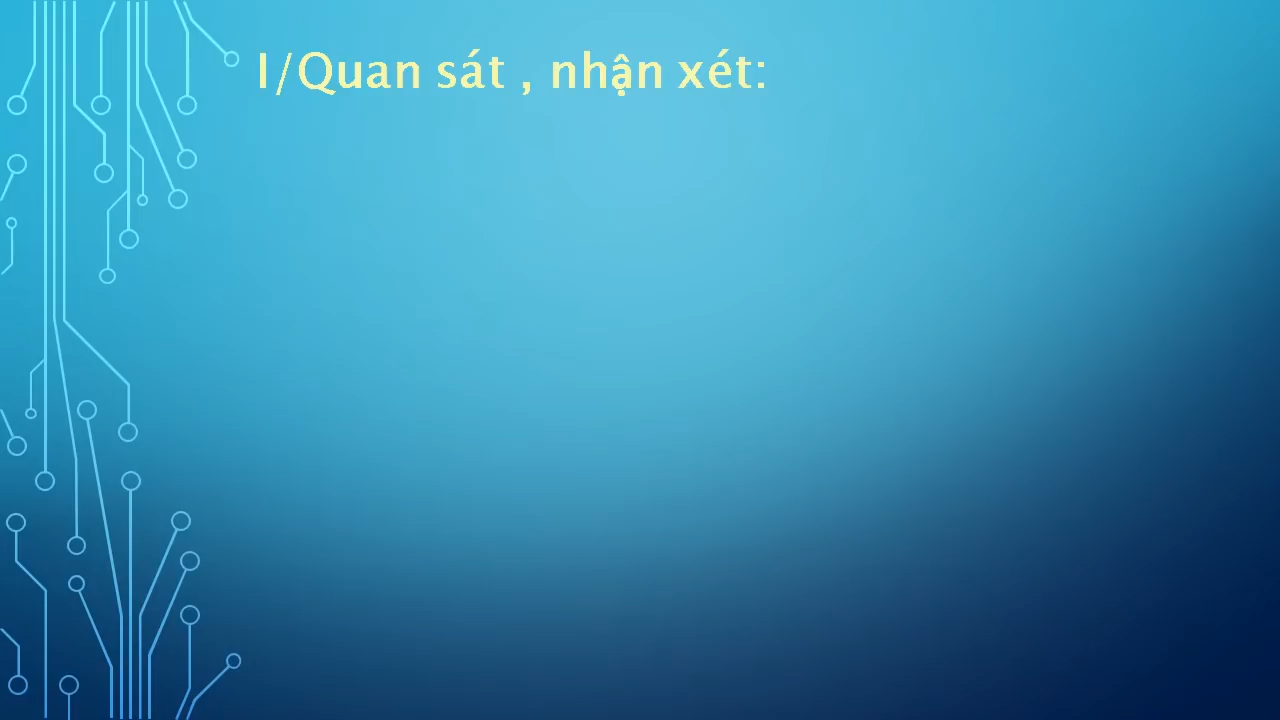 I/Quan sát , nhận xét: